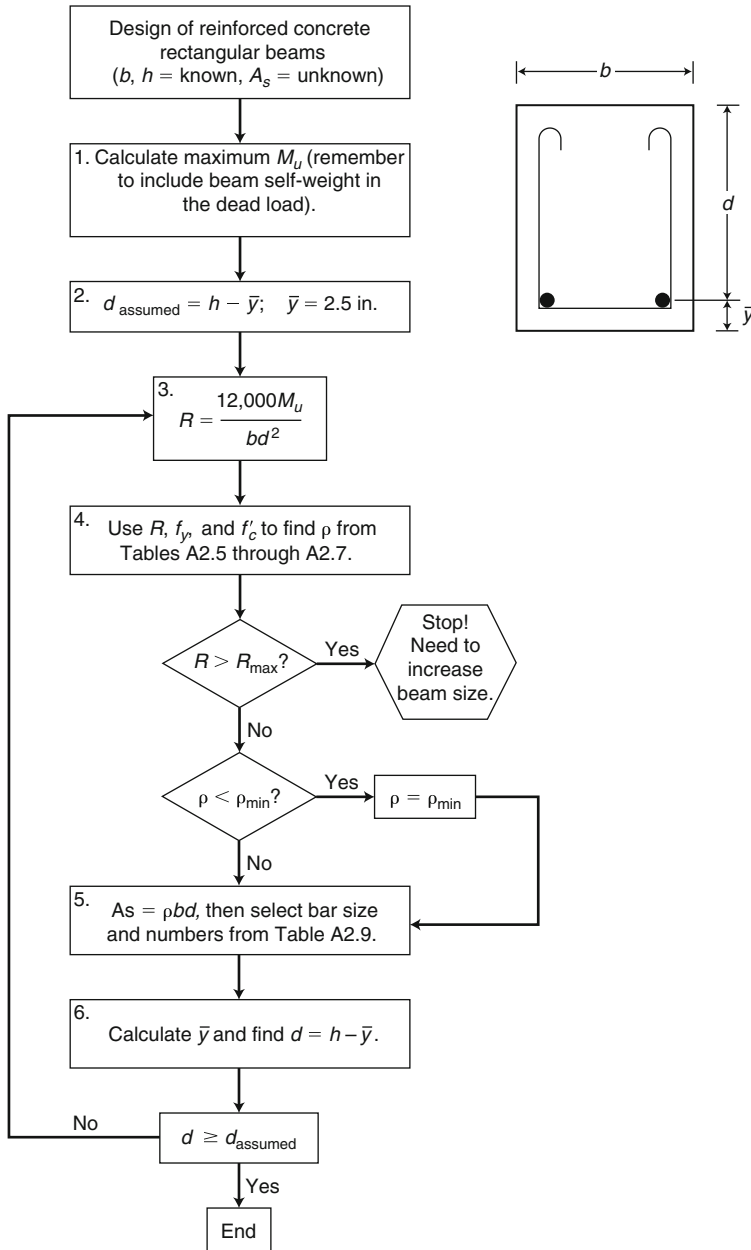 Design of reinforced concrete
rectangular beams
(b, h = known, A_s = unknown)
b
d
ȳ
1. Calculate maximum M_u (remember
to include beam self-weight in
the dead load).
2. d_assumed = h − ȳ; ȳ = 2.5 in.
3.
R = 12,000M_u / bd²
4. Use R, f_y, and f′_c to find ρ from
Tables A2.5 through A2.7.
R > R_max?
Yes
Stop!
Need to
increase
beam size.
No
ρ < ρ_min?
Yes
ρ = ρ_min
No
5. As = ρbd, then select bar size
and numbers from Table A2.9.
6.
Calculate ȳ and find d = h – ȳ.
No
d ≥ d_assumed
Yes
End